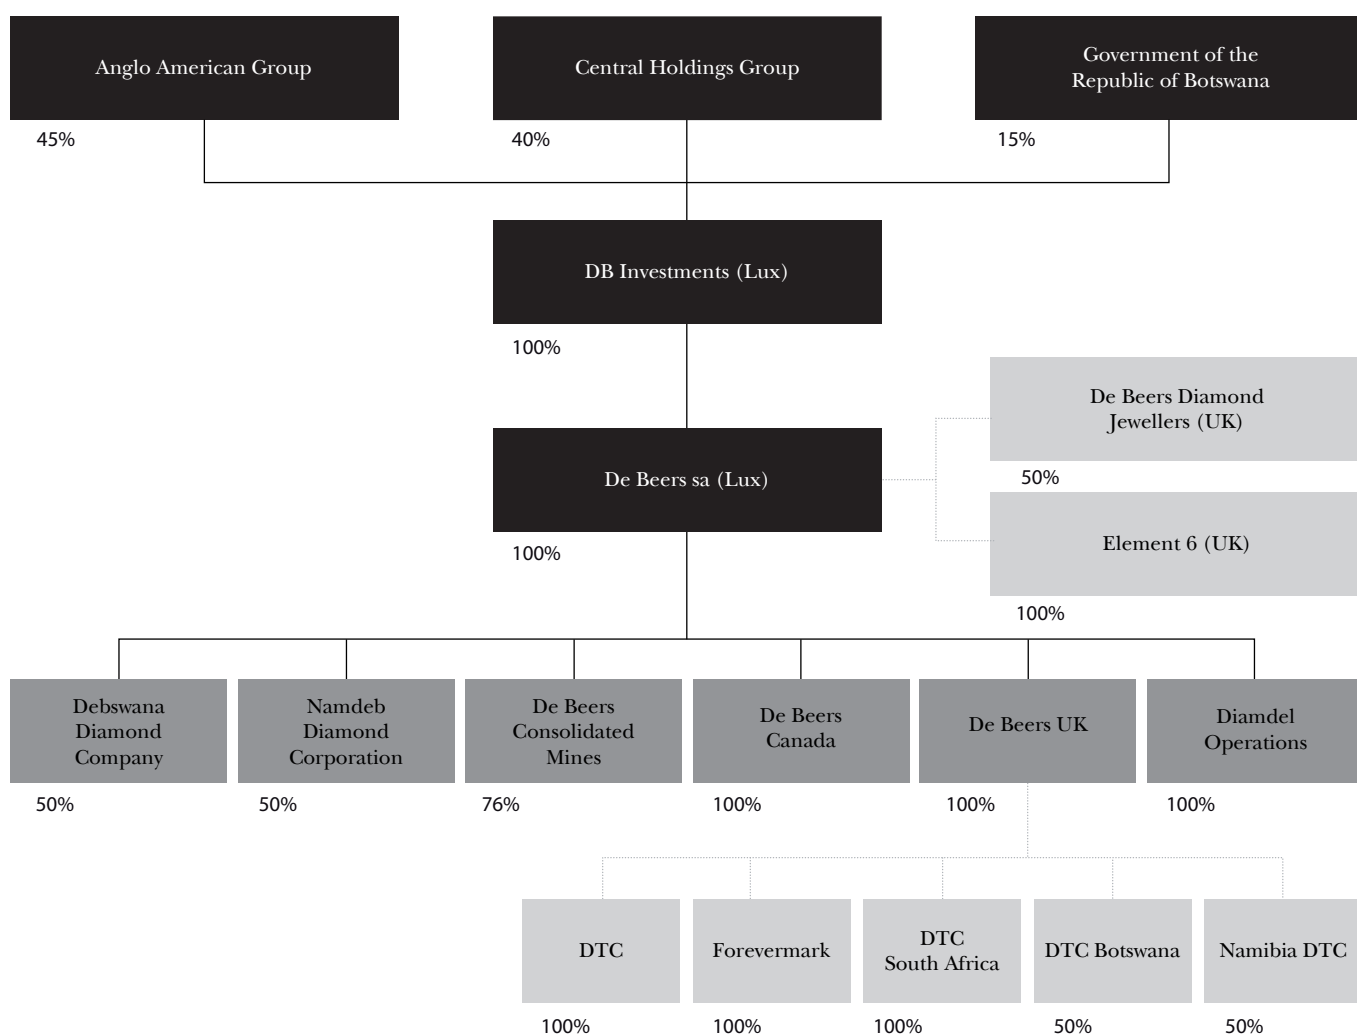 Anglo American Group
Central Holdings Group
Government of the
Republic of Botswana
45%
40%
15%
DB Investments (Lux)
100%
De Beers Diamond
Jewellers (UK)
De Beers sa (Lux)
50%
Element 6 (UK)
100%
100%
Debswana
Diamond
Company
Namdeb
Diamond
Corporation
De Beers
Consolidated
Mines
De Beers
Canada
De Beers UK
Diamdel
Operations
50%
50%
76%
100%
100%
100%
DTC
Forevermark
DTC
South Africa
DTC Botswana
Namibia DTC
100%
100%
100%
50%
50%